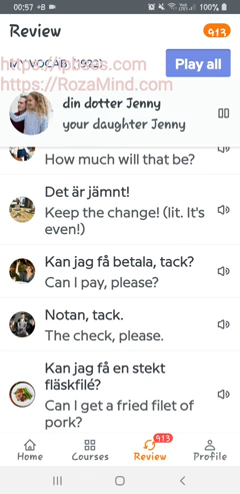 00:57 +B
100%
Review
913
MY VOCAB (1922)
Play all
https://RozaMind.com
din dotter Jenny
your daughter Jenny
How much will that be?
Det är jämnt!
Keep the change! (lit. It's
even!)
Kan jag få betala, tack?
Can I pay, please?
Notan, tack.
The check, please.
Kan jag få en stekt
fläskfilé?
Can I get a fried filet of
pork?
913
Home
Courses
Review
Profile